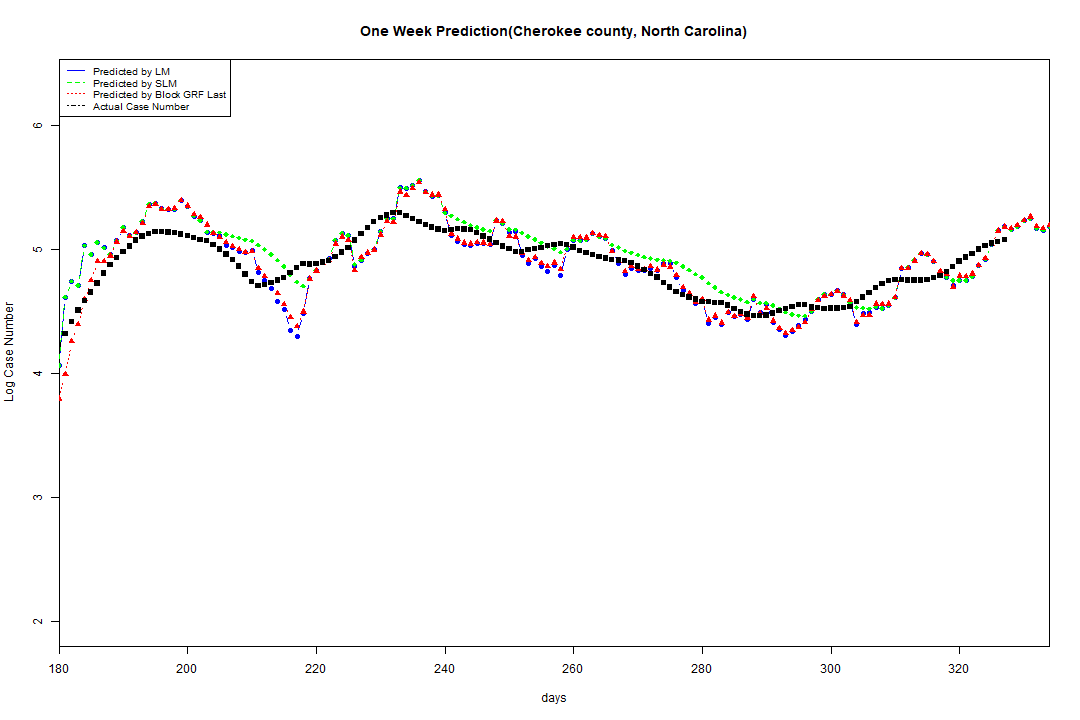 One Week Prediction(Cherokee county, North Carolina)
Predicted by LM
Predicted by SLM
Predicted by Block GRF Last
Actual Case Number
6
5
4
3
2
Log Case Number
180 200 220 240 260 280 300 320
days